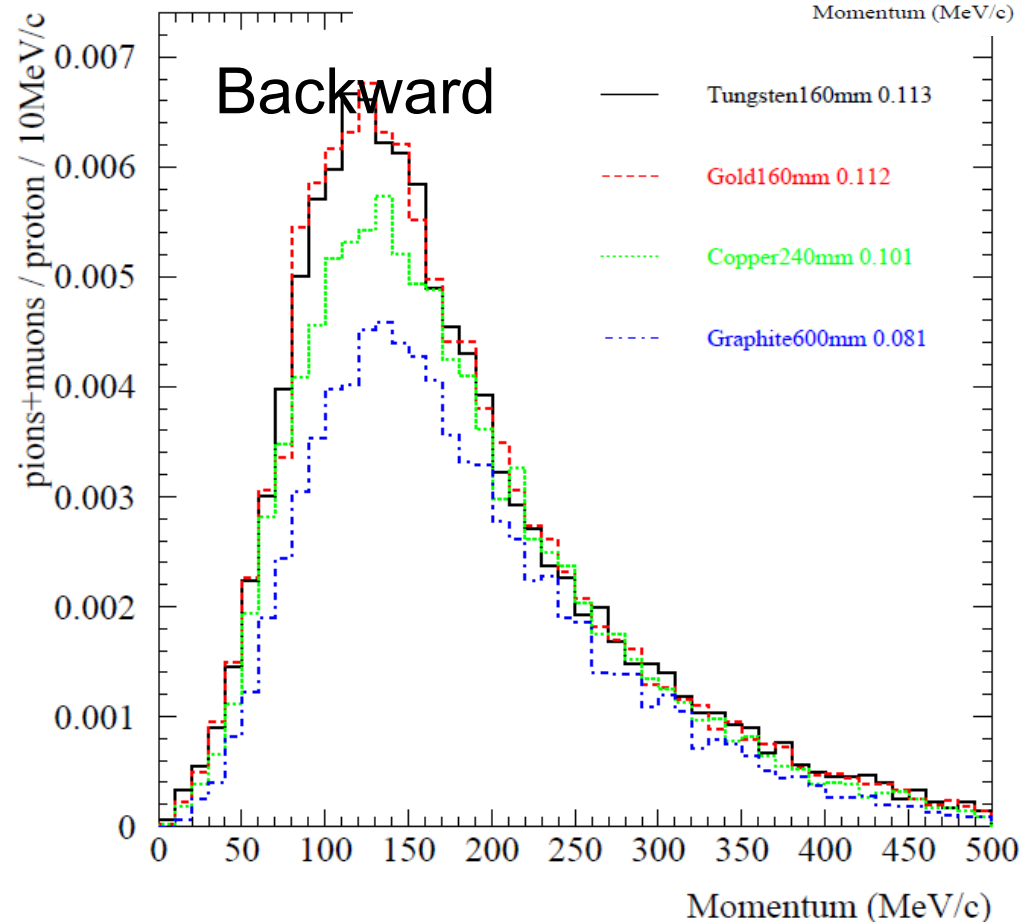 Momentum (MeV/c)
pions+muons / proton / 10MeV/c
Backward
Tungsten160mm 0.113
Gold160mm 0.112
Copper240mm 0.101
Graphite600mm 0.081
0.007
0.006
0.005
0.004
0.003
0.002
0.001
0
0 50 100 150 200 250 300 350 400 450 500
Momentum (MeV/c)